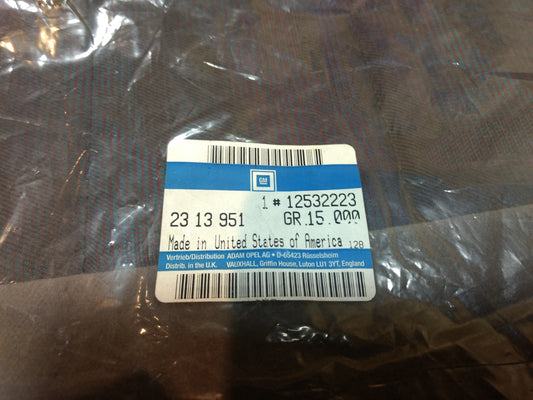 GM
1 # 12532223
23 13 951 GR.15.000
Made in United States of America 128
Vertrieb/Distribution ADAM OPEL AG • D-65423 Rüsselsheim
Distrib. in the U.K. VAUXHALL, Griffin House, Luton LU1 3YT, England